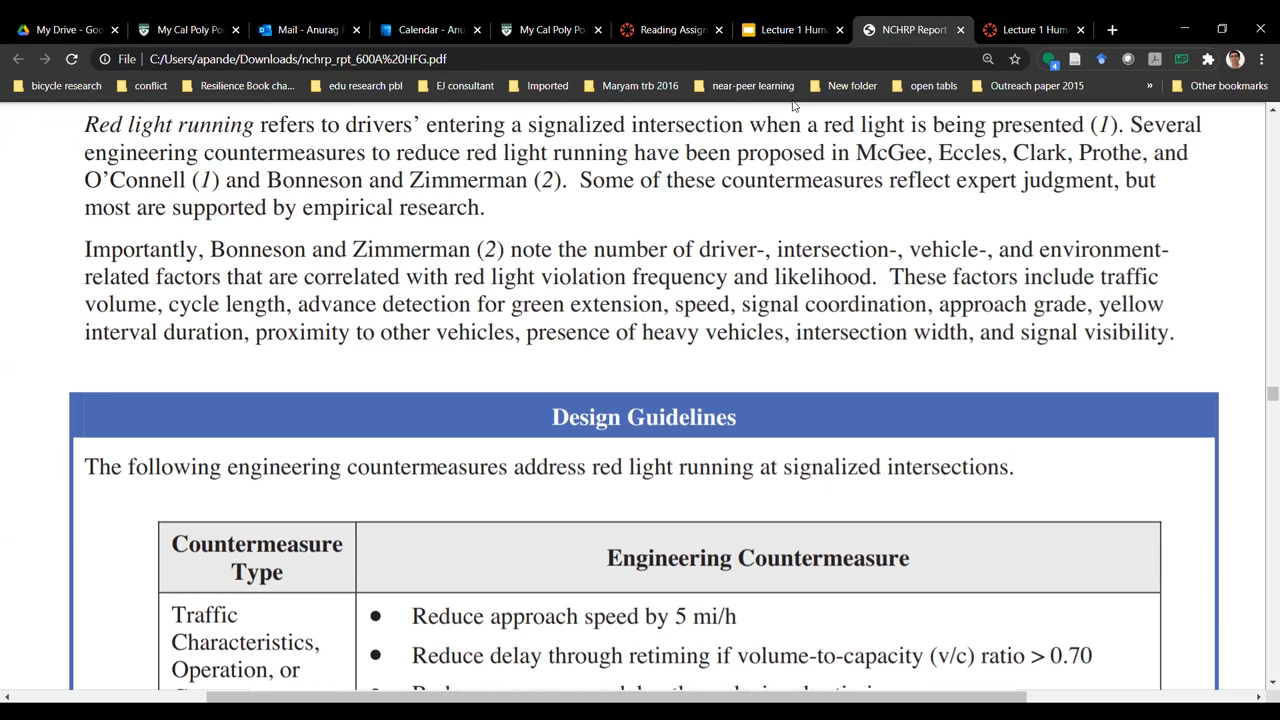 My Drive - Goo
My Cal Poly Po
Mail - Anurag P
Calendar - Anu
My Cal Poly Po
Reading Assign
Lecture 1 Huma
NCHRP Report
Lecture 1 Huma
File C:/Users/apande/Downloads/nchrp_rpt_600A%20HFG.pdf
4
bicycle research
conflict
Resilience Book cha...
edu research pbl
EJ consultant
Imported
Maryam trb 2016
near-peer learning
New folder
open tabls
Outreach paper 2015
»
Other bookmarks
Red light running refers to drivers’ entering a signalized intersection when a red light is being presented (1). Several
engineering countermeasures to reduce red light running have been proposed in McGee, Eccles, Clark, Prothe, and
O’Connell (1) and Bonneson and Zimmerman (2). Some of these countermeasures reflect expert judgment, but
most are supported by empirical research.
Importantly, Bonneson and Zimmerman (2) note the number of driver-, intersection-, vehicle-, and environment-
related factors that are correlated with red light violation frequency and likelihood. These factors include traffic
volume, cycle length, advance detection for green extension, speed, signal coordination, approach grade, yellow
interval duration, proximity to other vehicles, presence of heavy vehicles, intersection width, and signal visibility.
Design Guidelines
The following engineering countermeasures address red light running at signalized intersections.
Countermeasure
Type
Engineering Countermeasure
Traffic
Characteristics,
Operation, or
• Reduce approach speed by 5 mi/h
• Reduce delay through retiming if volume-to-capacity (v/c) ratio > 0.70